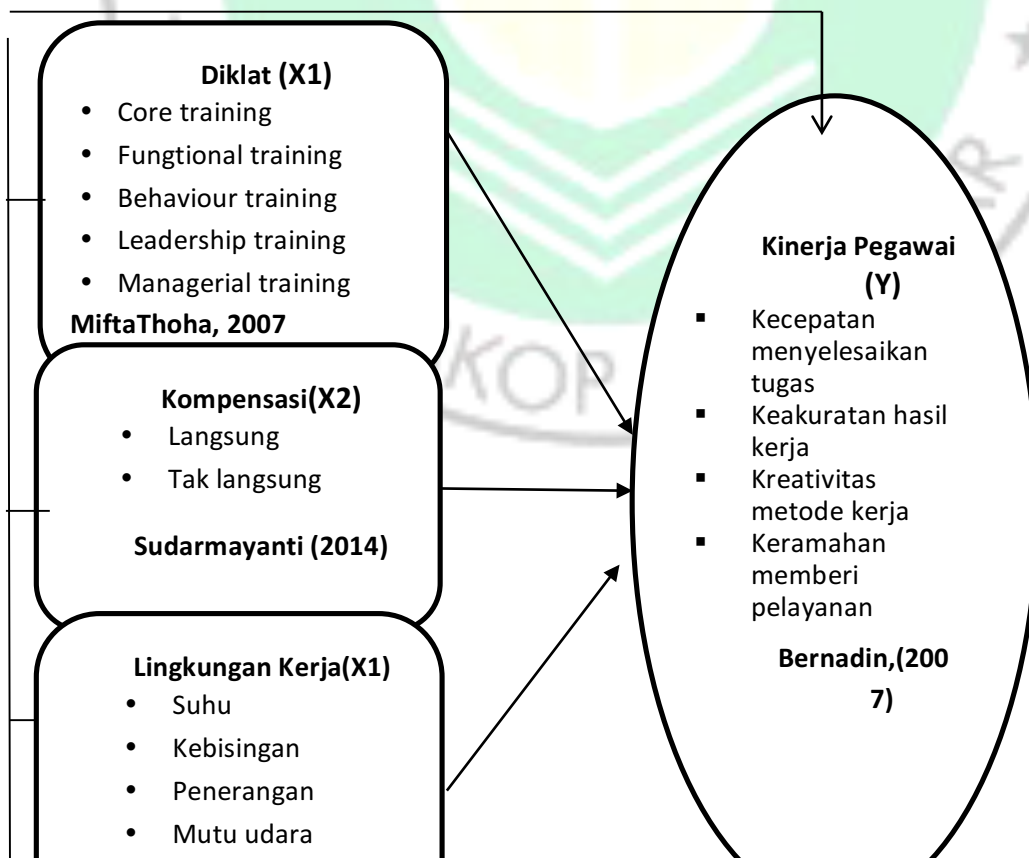 Diklat (X1)
• Core training
• Fungtional training
• Behaviour training
• Leadership training
• Managerial training
MiftaThoha, 2007
Kompensasi(X2)
• Langsung
• Tak langsung
Sudarmayanti (2014)
Lingkungan Kerja(X1)
• Suhu
• Kebisingan
• Penerangan
• Mutu udara
Kinerja Pegawai
(Y)
▪ Kecepatan
menyelesaikan
tugas
▪ Keakuratan hasil
kerja
▪ Kreativitas
metode kerja
▪ Keramahan
memberi
pelayanan
Bernadin,(200
7)
KOP